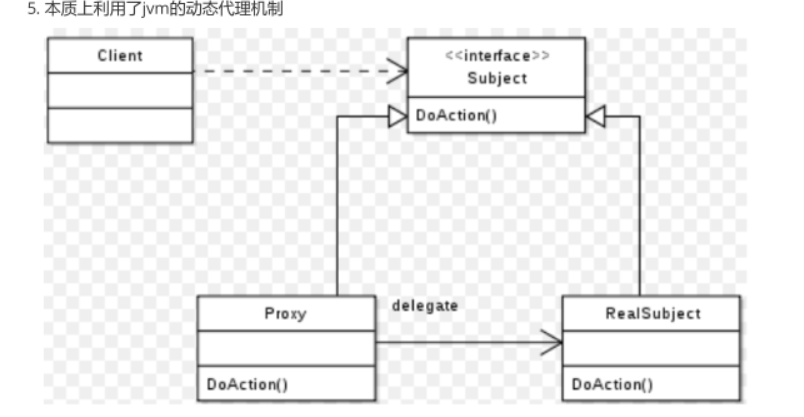 5. 本质上利用了jvm的动态代理机制
Client
<<interface>>
Subject
DoAction()
delegate
Proxy
RealSubject
DoAction()
DoAction()